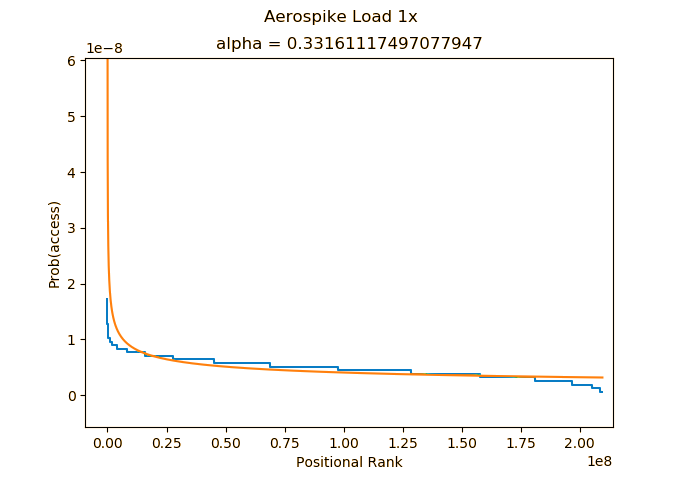 Aerospike Load 1x
alpha = 0.33161117497077947
1e−8
6
5
4
3
2
1
0
Prob(access)
0.00 0.25 0.50 0.75 1.00 1.25 1.50 1.75 2.00
1e8
Positional Rank